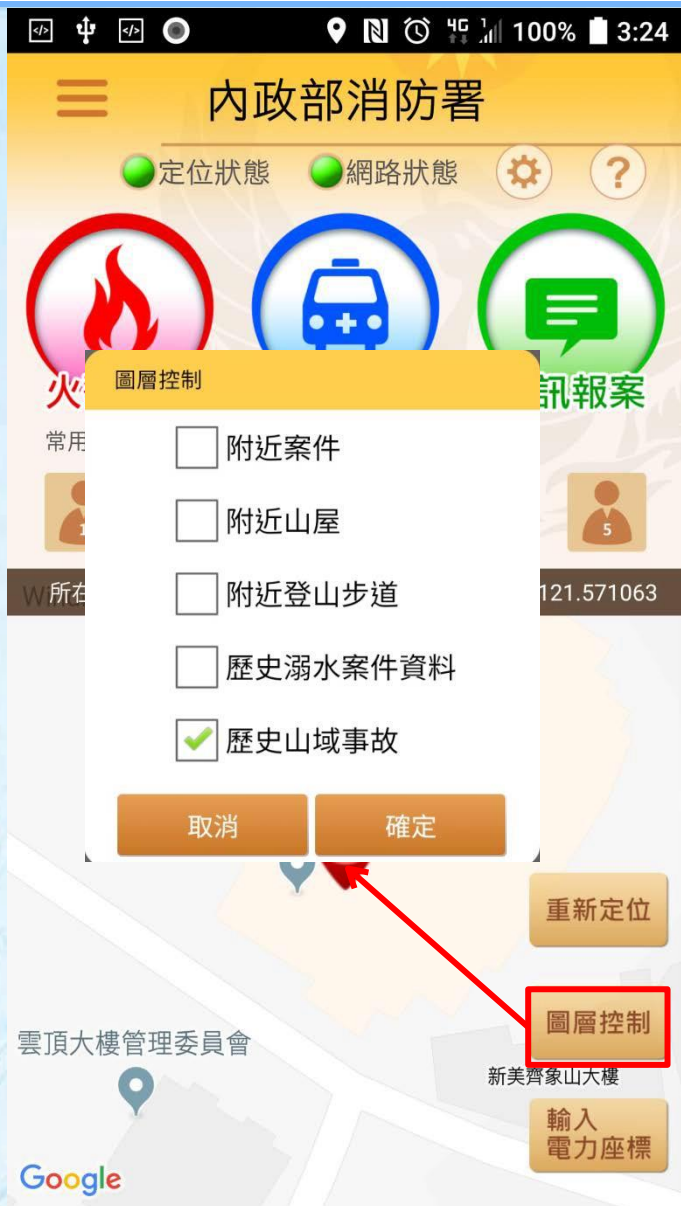 100% 3:24
內政部消防署
定位狀態 網路狀態 ?
火 訊報案
圖層控制
常用
附近案件
附近山屋
1 5
所在 121.571063
附近登山步道
歷史溺水案件資料
歷史山域事故
取消 確定
重新定位
圖層控制
雲頂大樓管理委員會
新美齊象山大樓
輸入
電力座標
Google